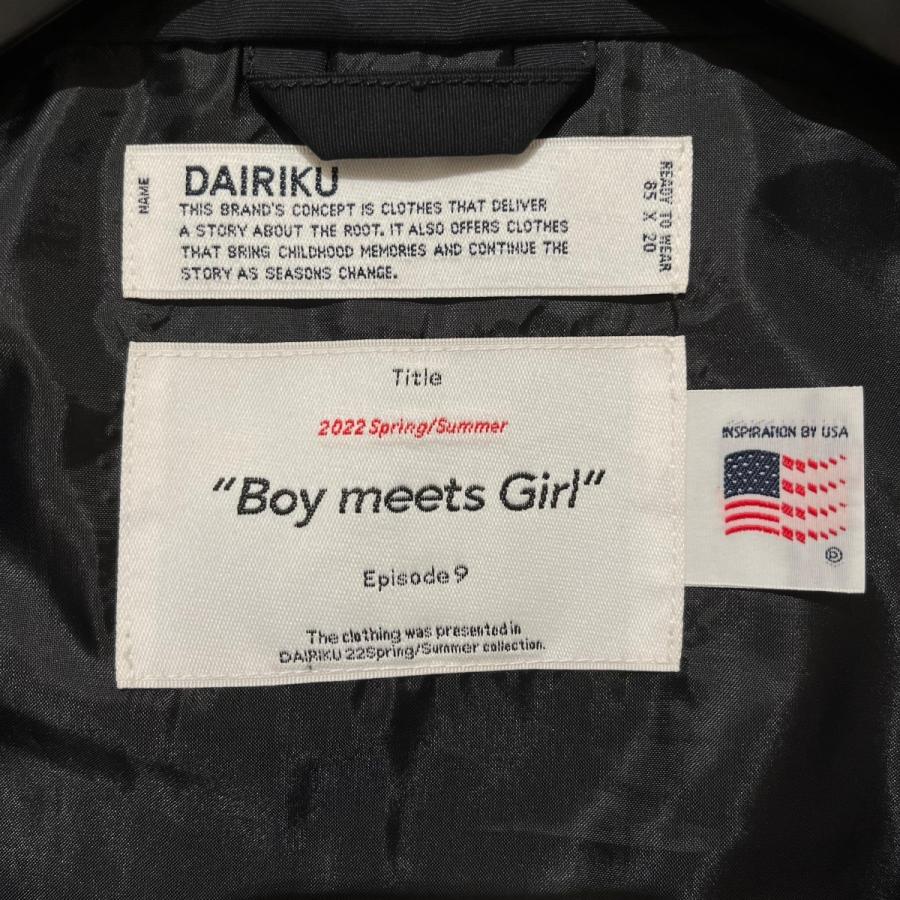 NAME
DAIRIKU
THIS BRAND'S CONCEPT IS CLOTHES THAT DELIVER
A STORY ABOUT THE ROOT. IT ALSO OFFERS CLOTHES
THAT BRING CHILDHOOD MEMORIES AND CONTINUE THE
STORY AS SEASONS CHANGE.
READY TO WEAR
85 X 20
Title
2022 Spring/Summer
“Boy meets Girl”
Episode 9
The clothing was presented in
DAIRIKU 22Spring/Summer collection.
INSPIRATION BY USA